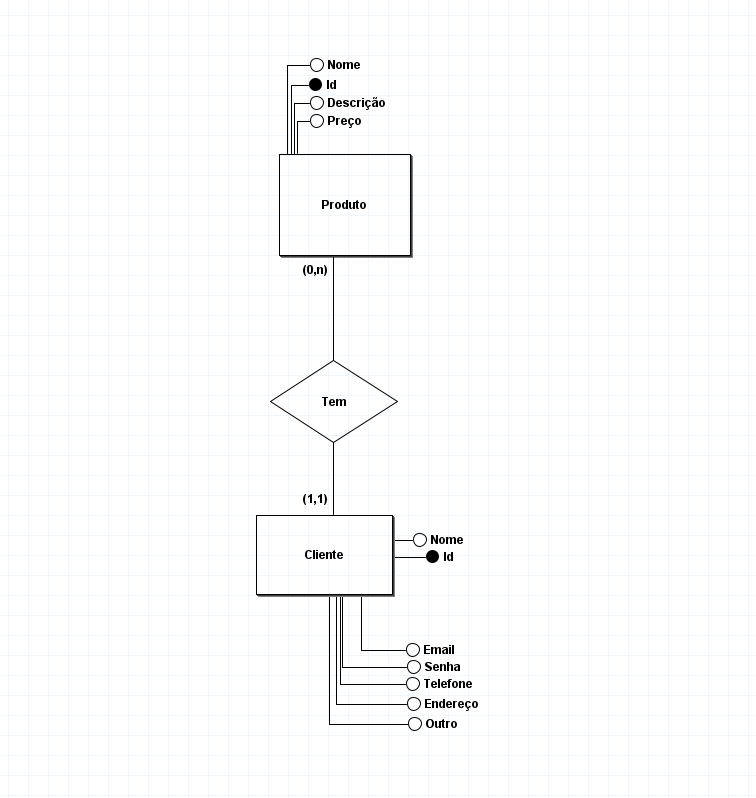 Nome
Id
Descrição
Preço
Produto
(0,n)
Tem
(1,1)
Cliente
Nome
Id
Email
Senha
Telefone
Endereço
Outro